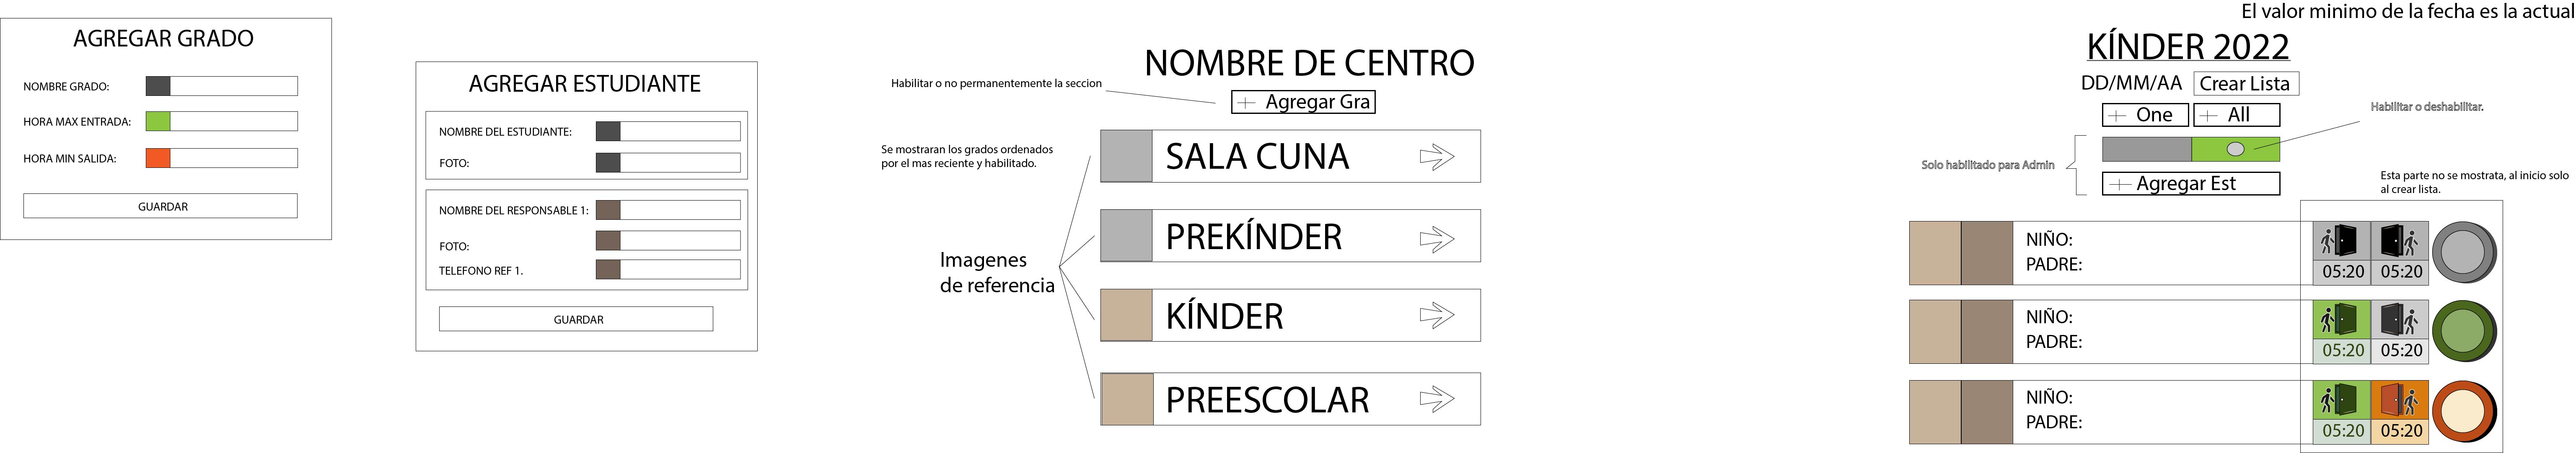 AGREGAR GRADO
NOMBRE GRADO:
HORA MAX ENTRADA:
HORA MIN SALIDA:
GUARDAR
AGREGAR ESTUDIANTE
NOMBRE DEL ESTUDIANTE:
FOTO:
NOMBRE DEL RESPONSABLE 1:
FOTO:
TELEFONO REF 1.
GUARDAR
NOMBRE DE CENTRO
Habilitar o no permanentemente la seccion
Agregar Gra
Se mostraran los grados ordenados
por el mas reciente y habilitado.
SALA CUNA
PREKÍNDER
Imagenes
de referencia
KÍNDER
PREESCOLAR
El valor minimo de la fecha es la actual
KÍNDER 2022
DD/MM/AA Crear Lista
One All
Habilitar o deshabilitar.
Solo habilitado para Admin
Agregar Est
Esta parte no se mostrata, al inicio solo
al crear lista.
NIÑO:
PADRE:
05:20 05:20
NIÑO:
PADRE:
05:20 05:20
NIÑO:
PADRE:
05:20 05:20